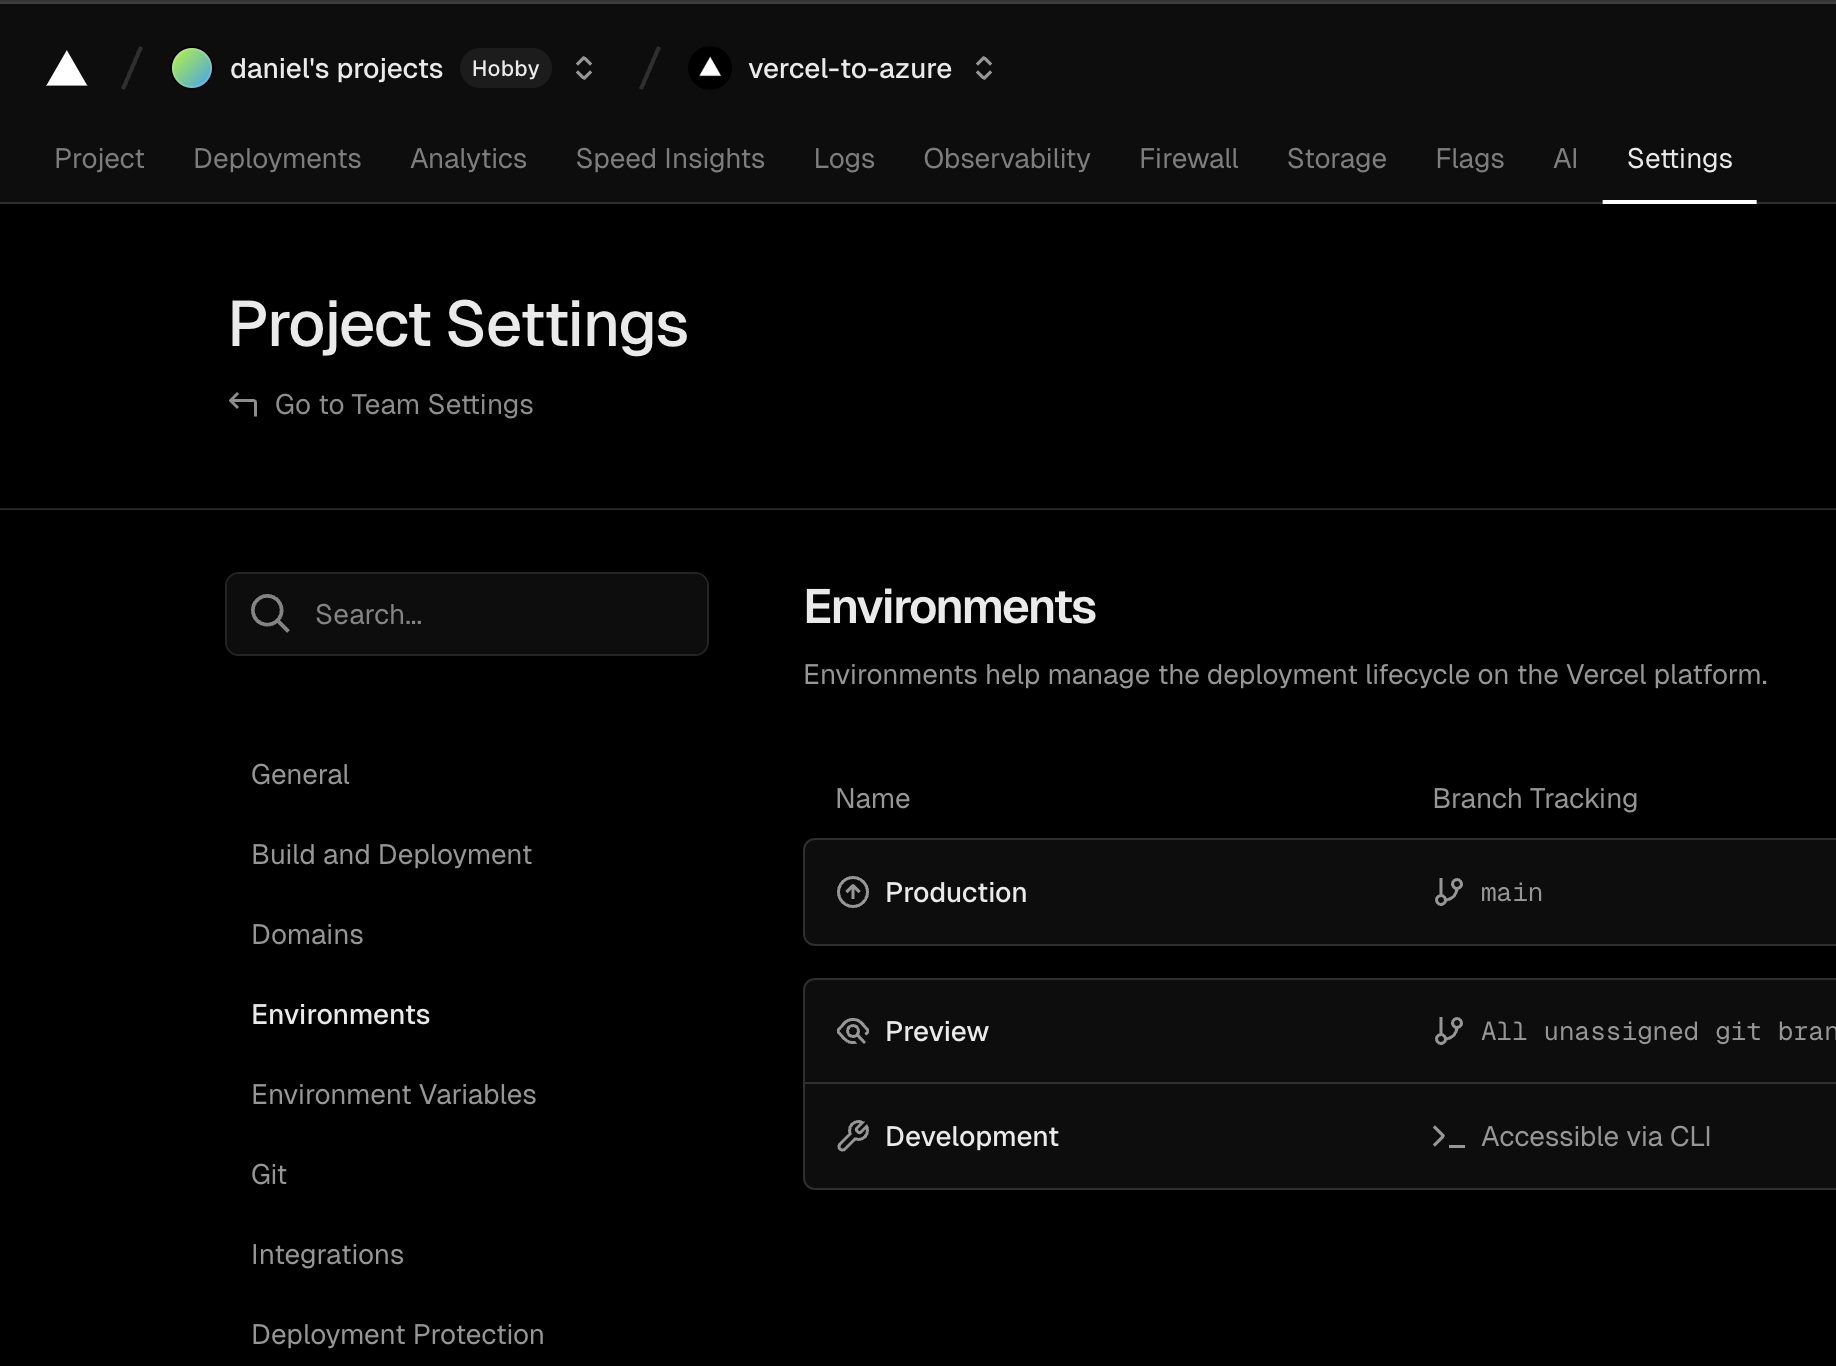 daniel's projects Hobby vercel-to-azure
Project Deployments Analytics Speed Insights Logs Observability Firewall Storage Flags AI Settings
Project Settings
Go to Team Settings
Search...
General
Build and Deployment
Domains
Environments
Environment Variables
Git
Integrations
Deployment Protection
Environments
Environments help manage the deployment lifecycle on the Vercel platform.
Name Branch Tracking
Production main
Preview All unassigned git bran
Development Accessible via CLI